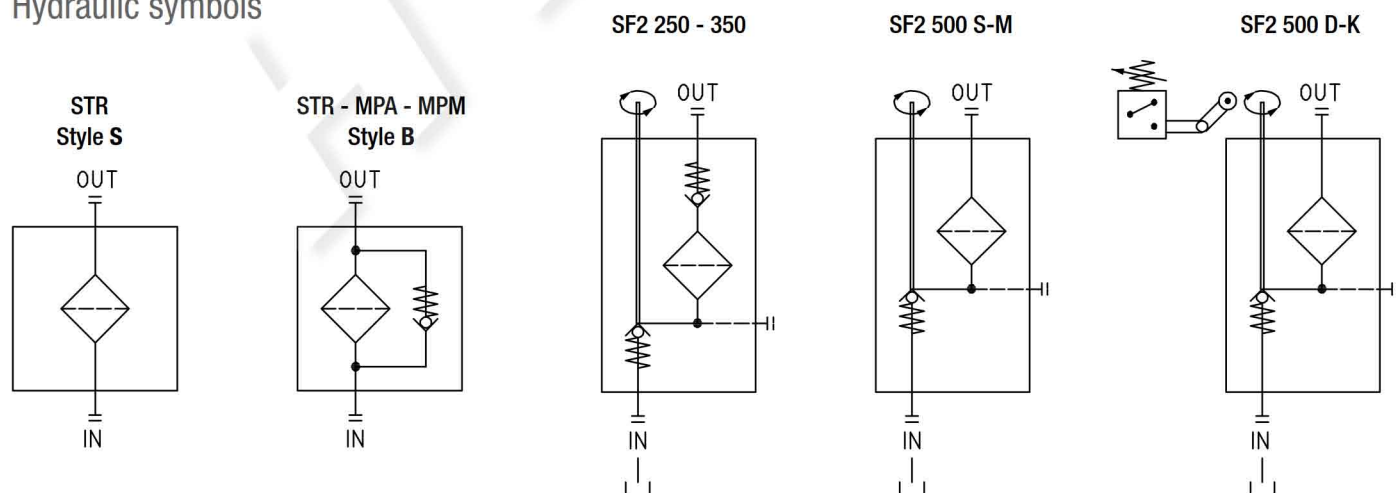 Hydraulic symbols
STR
Style S
OUT
IN
STR - MPA - MPM
Style B
OUT
IN
SF2 250 - 350
OUT
IN
SF2 500 S-M
OUT
IN
SF2 500 D-K
OUT
IN